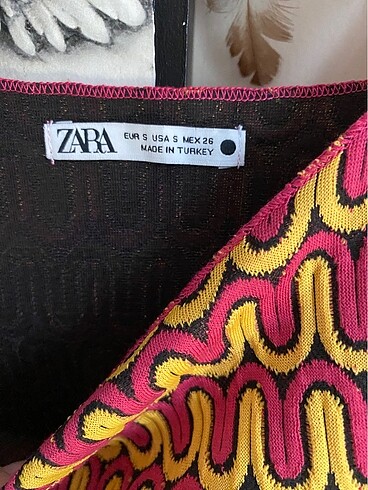 ZARA
EUR S USA S MEX 26
MADE IN TURKEY